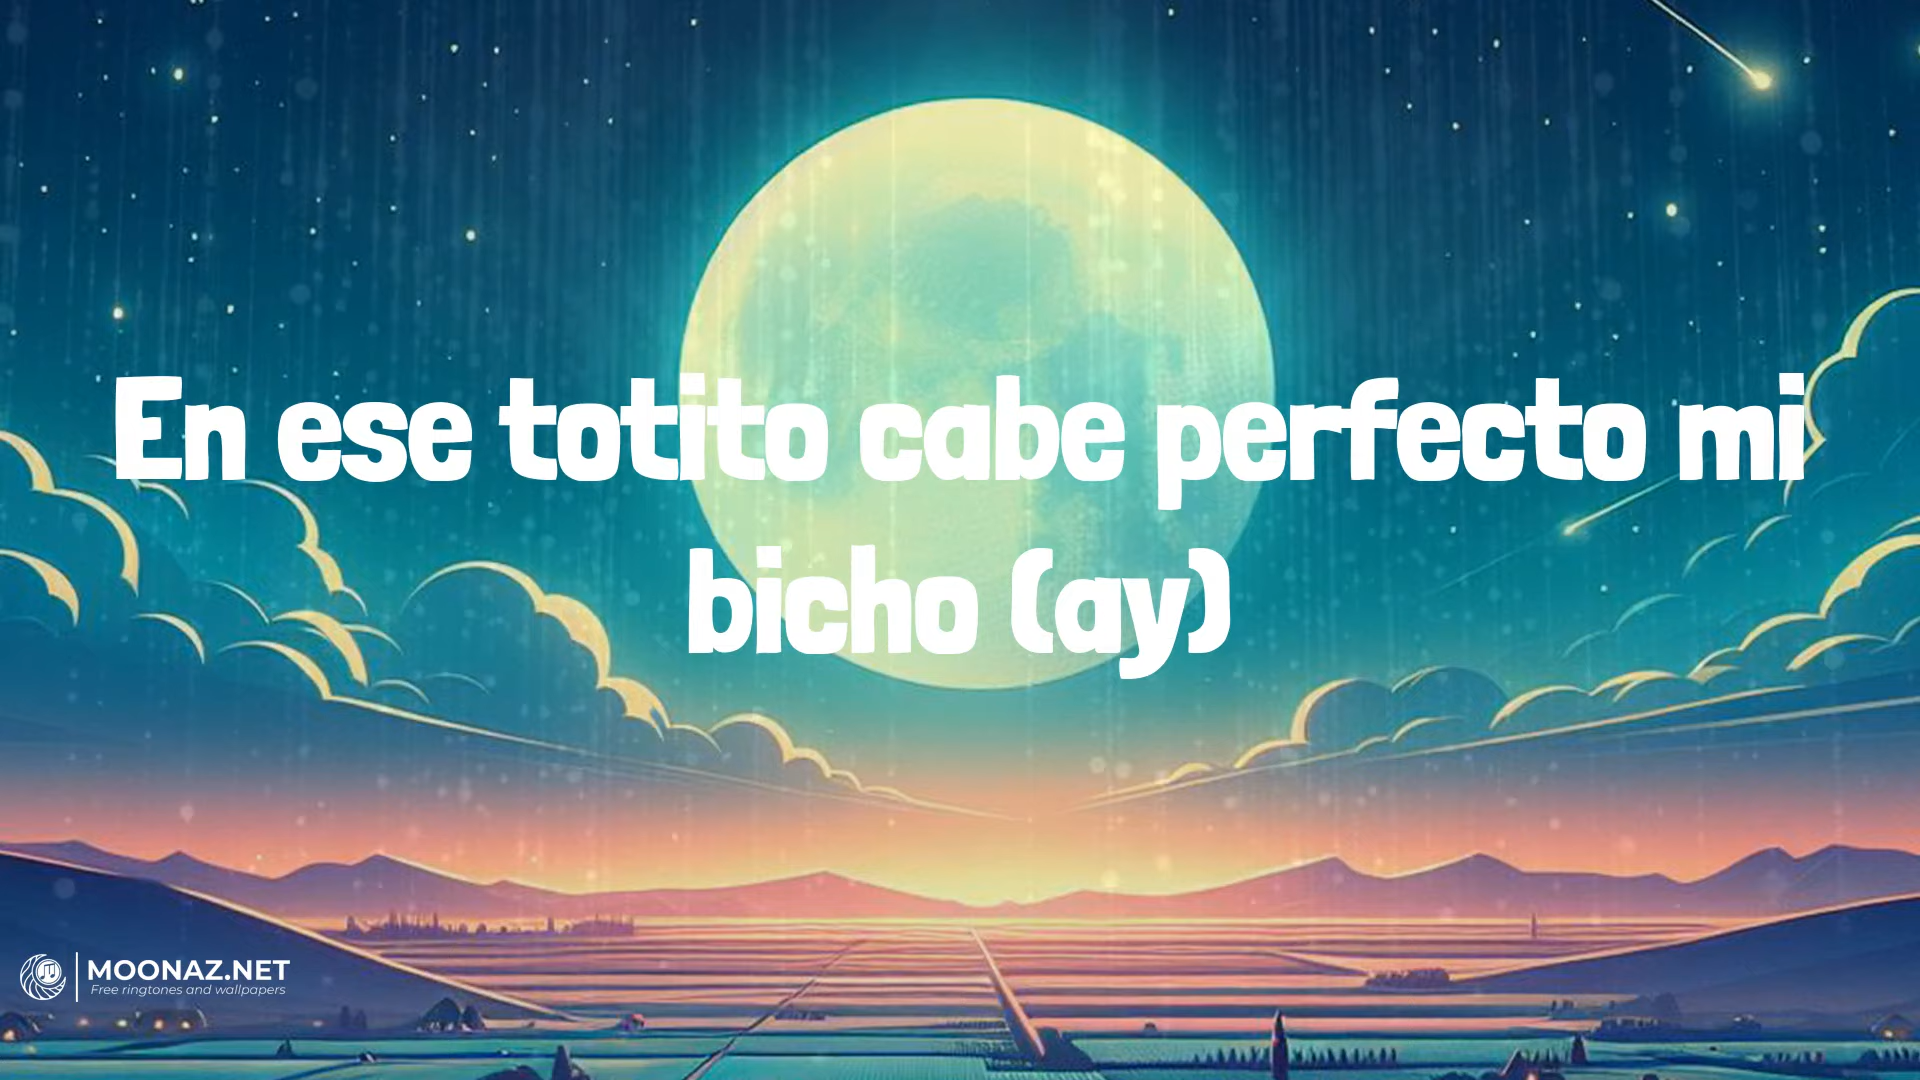 En ese totito cabe perfecto mi
bicho (ay)
MOONAZ.NET
Free ringtones and wallpapers